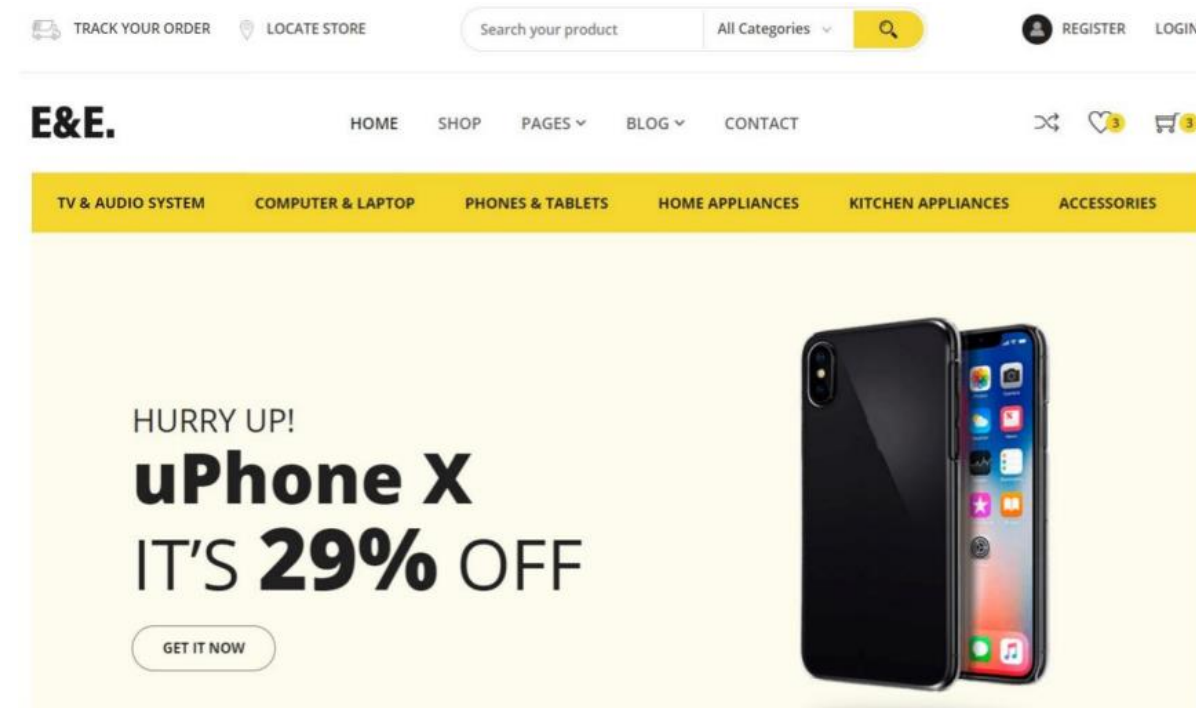 TRACK YOUR ORDER LOCATE STORE Search your product All Categories REGISTER LOGIN
E&E. HOME SHOP PAGES BLOG CONTACT 3 3
TV & AUDIO SYSTEM COMPUTER & LAPTOP PHONES & TABLETS HOME APPLIANCES KITCHEN APPLIANCES ACCESSORIES
HURRY UP!
uPhone X
IT'S 29% OFF
GET IT NOW